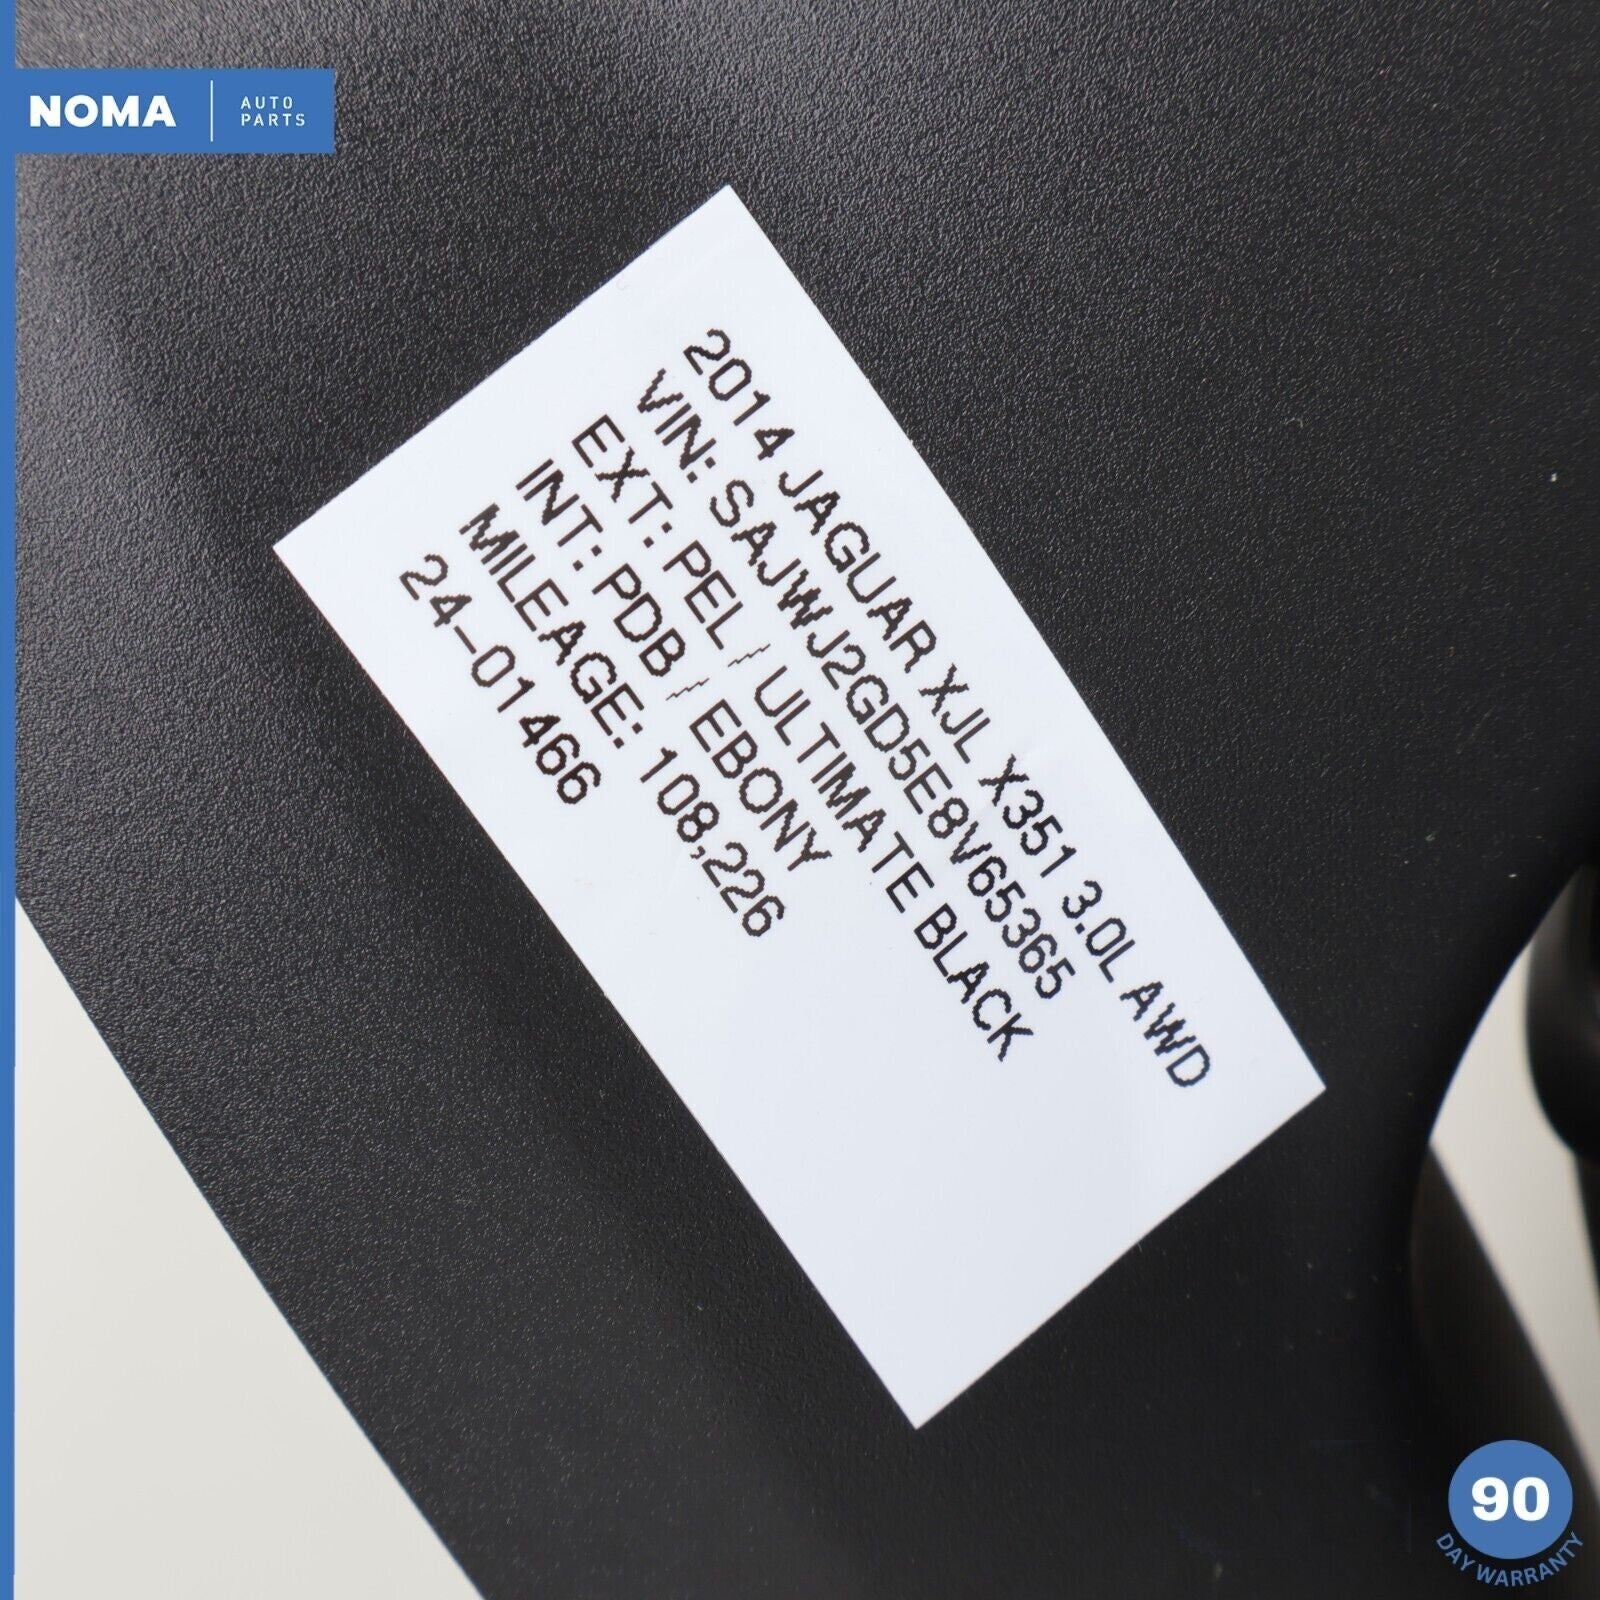 NOMA
AUTO
PARTS
2014 JAGUAR XJL X351 3.0L AWD
VIN: SAJWJ2GD5E8V65365
EXT: PEL / ULTIMATE BLACK
INT: PDB / EBONY
MILEAGE: 108,226
24-01466
90
DAY WARRANTY